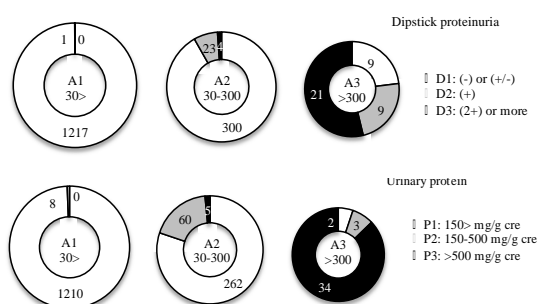 Dipstick proteinuria
1 0
A1
30>
1217
23 4
A2
30-300
300
9
A3
>300
21
9
D1: (-) or (+/-)
D2: (+)
D3: (2+) or more
Urinary protein
8 0
A1
30>
1210
60 5
A2
30-300
262
2 3
A3
>300
34
P1: 150> mg/g cre
P2: 150-500 mg/g cre
P3: >500 mg/g cre